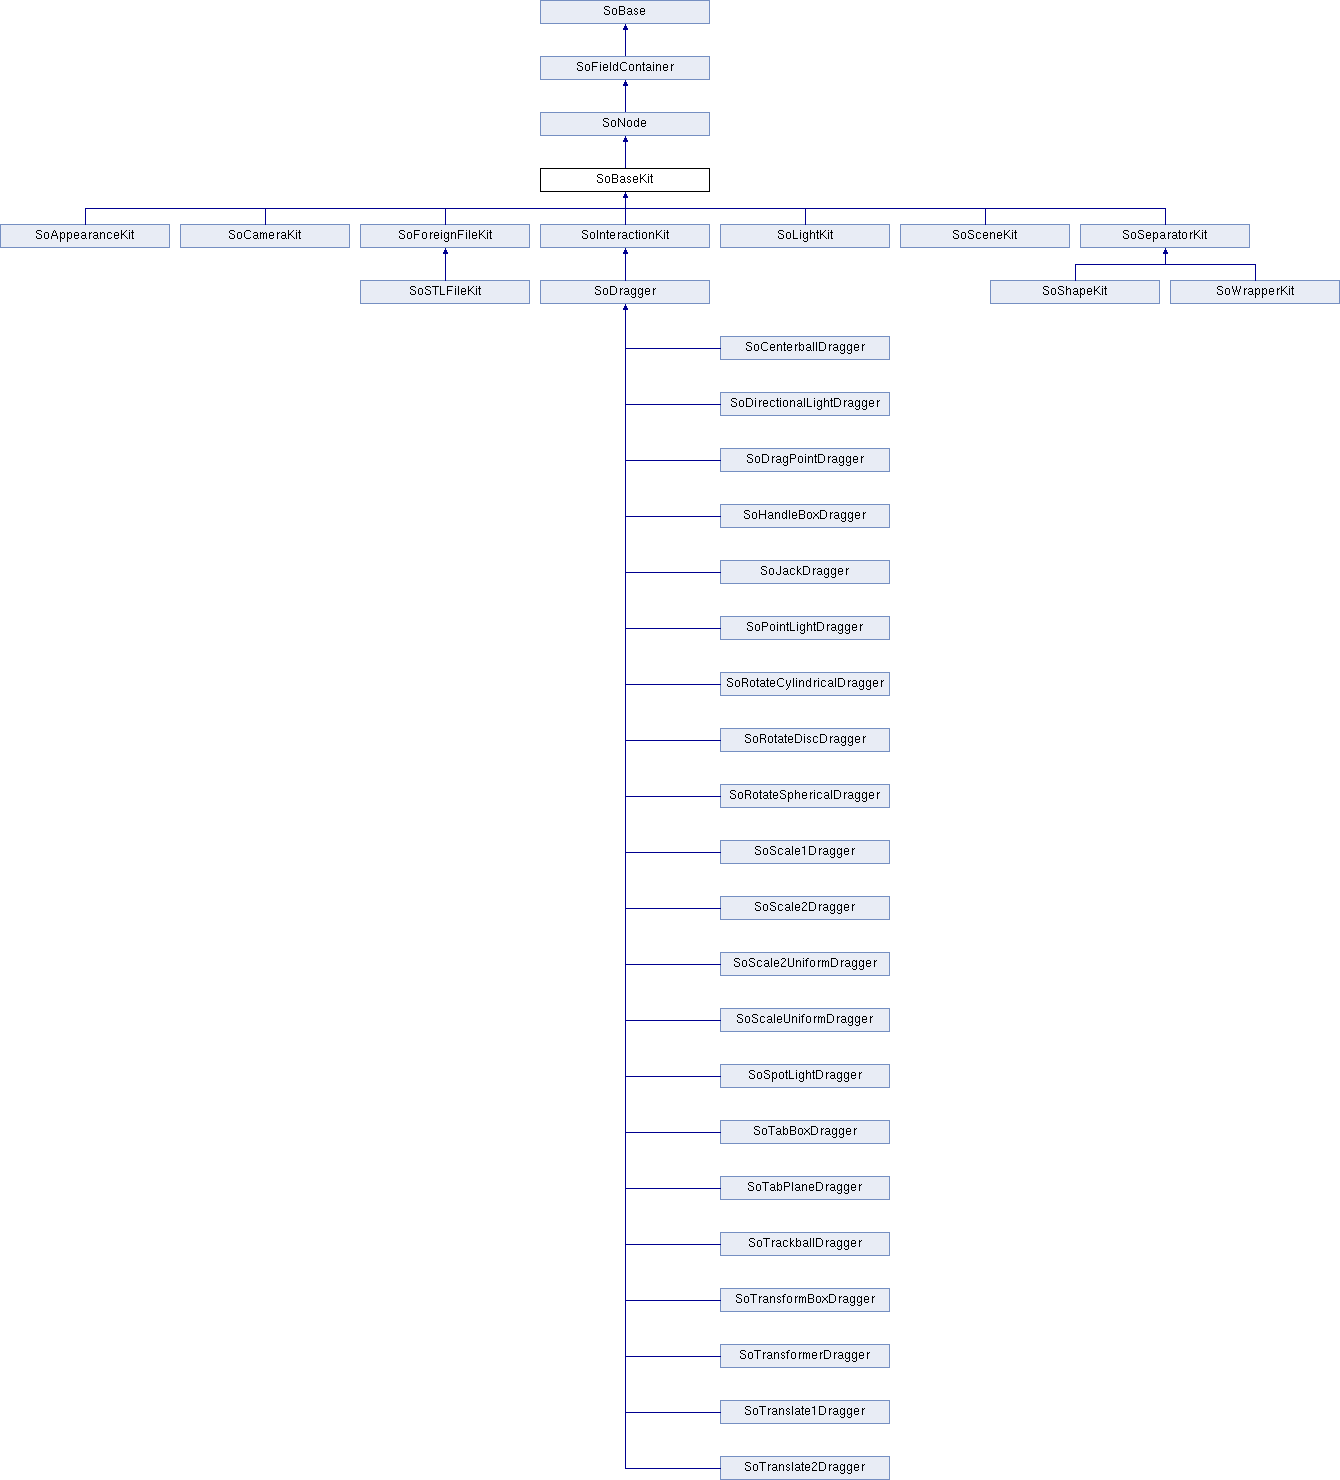 SoBase
SoFieldContainer
SoNode
SoBaseKit
SoAppearanceKit
SoCameraKit
SoForeignFileKit
SoInteractionKit
SoLightKit
SoSceneKit
SoSeparatorKit
SoSTLFileKit
SoDragger
SoShapeKit
SoWrapperKit
SoCenterballDragger
SoDirectionalLightDragger
SoDragPointDragger
SoHandleBoxDragger
SoJackDragger
SoPointLightDragger
SoRotateCylindricalDragger
SoRotateDiscDragger
SoRotateSphericalDragger
SoScale1Dragger
SoScale2Dragger
SoScale2UniformDragger
SoScaleUniformDragger
SoSpotLightDragger
SoTabBoxDragger
SoTabPlaneDragger
SoTrackballDragger
SoTransformBoxDragger
SoTransformerDragger
SoTranslate1Dragger
SoTranslate2Dragger